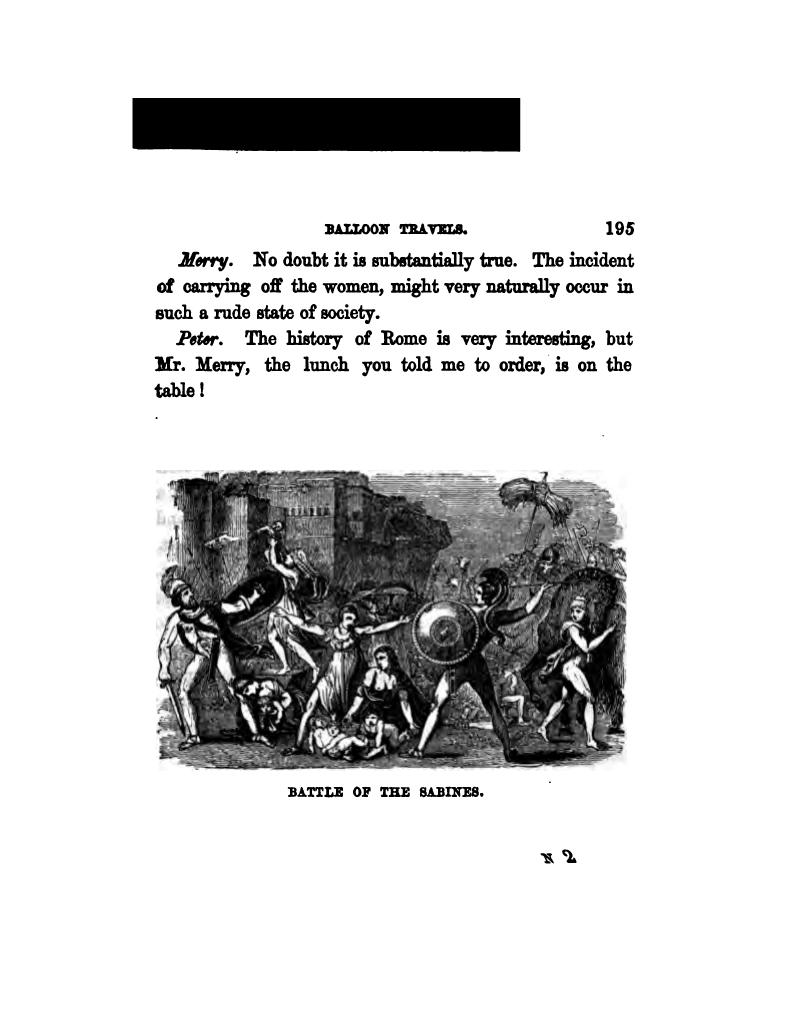 BALLOON TRAVELS. 195
Merry. No doubt it is substantially true. The incident
of carrying off the women, might very naturally occur in
such a rude state of society.
Peter. The history of Rome is very interesting, but
Mr. Merry, the lunch you told me to order, is on the
table!
BATTLE OF THE SABINES.
N 2